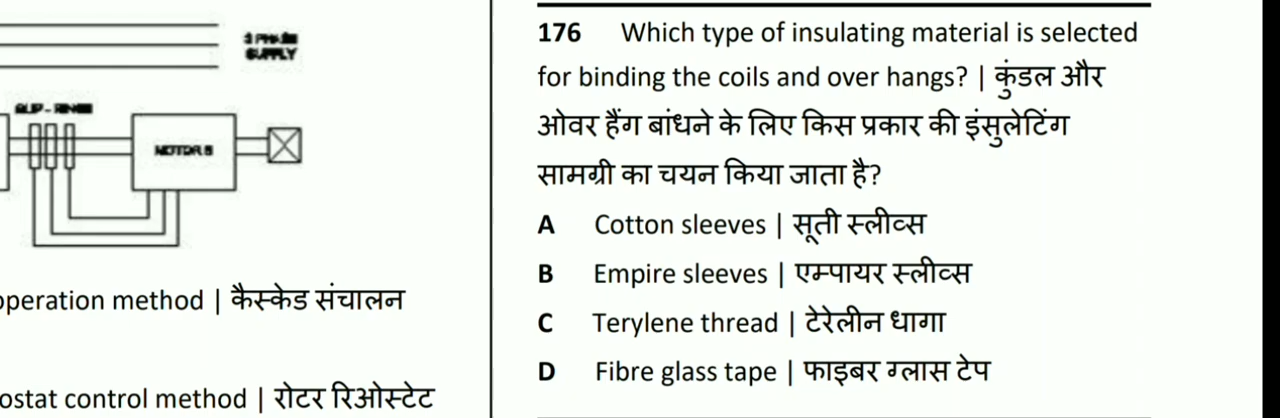 3 PHASE
SUPPLY
SLIP - RINGS
MOTOR B
operation method | कैस्केड संचालन
ostat control method | रोटर रिओस्टेट
176 Which type of insulating material is selected
for binding the coils and over hangs? | कुंडल और
ओवर हैंग बांधने के लिए किस प्रकार की इंसुलेटिंग
सामग्री का चयन किया जाता है?
A Cotton sleeves | सूती स्लीव्स
B Empire sleeves | एम्पायर स्लीव्स
C Terylene thread | टेरेलीन धागा
D Fibre glass tape | फाइबर ग्लास टेप